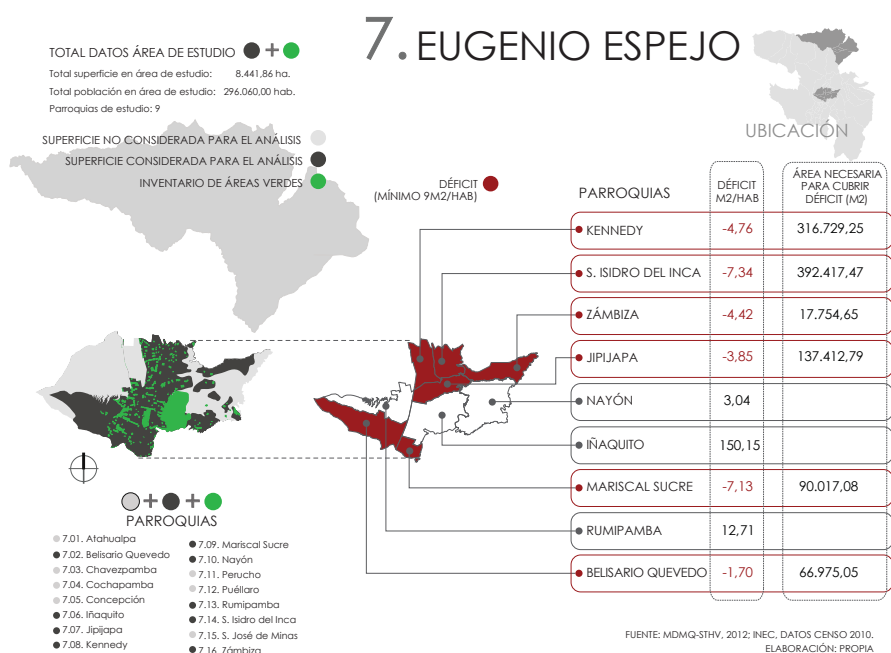 7. EUGENIO ESPEJO
TOTAL DATOS ÁREA DE ESTUDIO
Total superficie en área de estudio: 8.441,86 ha.
Total población en área de estudio: 296.060,00 hab.
Parroquias de estudio: 9
SUPERFICIE NO CONSIDERADA PARA EL ANÁLISIS
SUPERFICIE CONSIDERADA PARA EL ANÁLISIS
INVENTARIO DE ÁREAS VERDES
UBICACIÓN
DÉFICIT
(MÍNIMO 9M2/HAB)
PARROQUIAS
DÉFICIT
M2/HAB
ÁREA NECESARIA
PARA CUBRIR
DÉFICIT (M2)
KENNEDY -4,76 316.729,25
S. ISIDRO DEL INCA -7,34 392.417,47
ZÁMBIZA -4,42 17.754,65
JIPIJAPA -3,85 137.412,79
NAYÓN 3,04
IÑAQUITO 150,15
MARISCAL SUCRE -7,13 90.017,08
RUMIPAMBA 12,71
BELISARIO QUEVEDO -1,70 66.975,05
PARROQUIAS
7.01. Atahualpa
7.02. Belisario Quevedo
7.03. Chavezpamba
7.04. Cochapamba
7.05. Concepción
7.06. Iñaquito
7.07. Jipijapa
7.08. Kennedy
7.09. Mariscal Sucre
7.10. Nayón
7.11. Perucho
7.12. Puéllaro
7.13. Rumipamba
7.14. S. Isidro del Inca
7.15. S. José de Minas
7.16. Zámbiza
FUENTE: MDMQ-STHV, 2012; INEC, DATOS CENSO 2010.
ELABORACIÓN: PROPIA